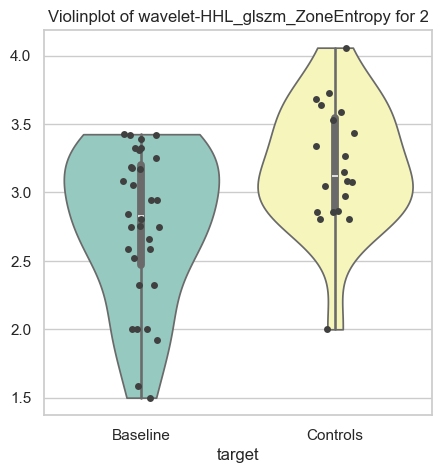 Violinplot of wavelet-HHL_glszm_ZoneEntropy for 2
4.0
3.5
3.0
2.5
2.0
1.5
Baseline Controls
target